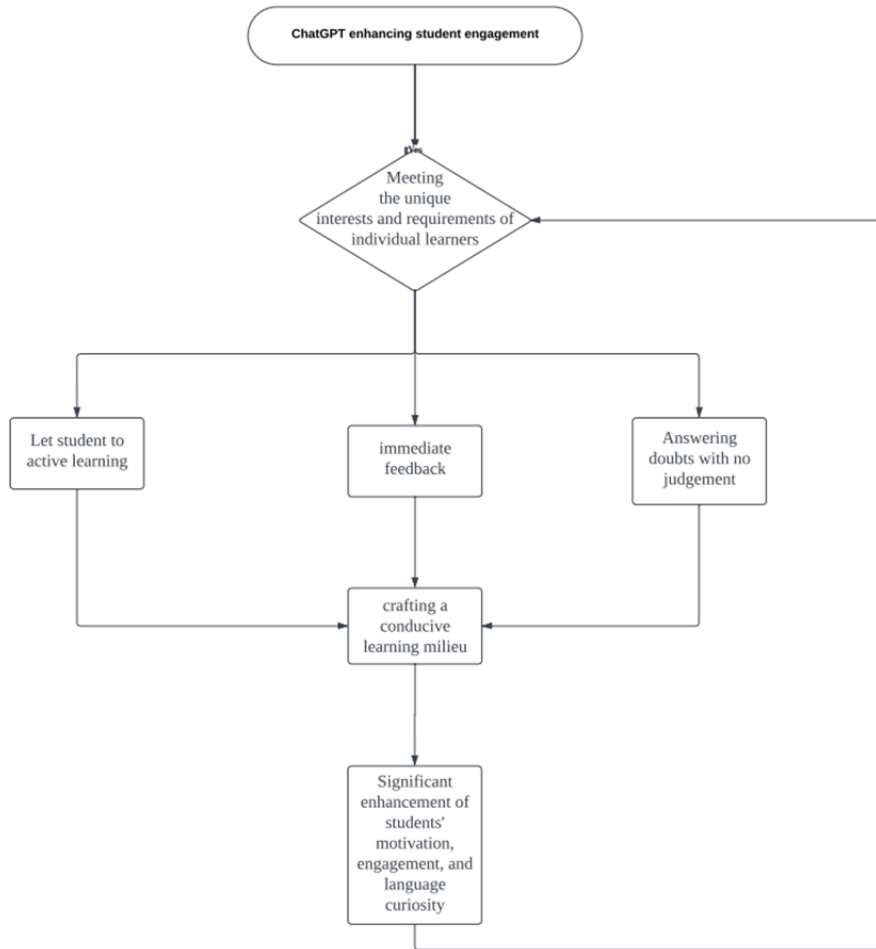 ChatGPT enhancing student engagement
Meeting
the unique
interests and requirements of
individual learners
Let student to
active learning
immediate
feedback
Answering
doubts with no
judgement
crafting a
conducive
learning milieu
Significant
enhancement of
students'
motivation,
engagement, and
language
curiosity